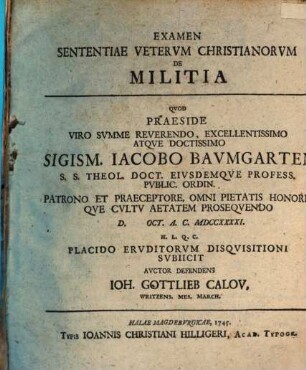 EXAMEN
SENTENTIAE VETERVM CHRISTIANORVM
DE
MILITIA
QVOD
PRAESIDE
VIRO SVMME REVERENDO, EXCELLENTISSIMO
ATQVE DOCTISSIMO
SIGISM. IACOBO BAVMGARTEN
S. S. THEOL. DOCT. EIVSDEMQVE PROFESS.
PVBLIC. ORDIN.
PATRONO ET PRAECEPTORE, OMNI PIETATIS HONORI
QVE CVLTV AETATEM PROSEQVENDO
D. OCT. A. C. MDCCXXXXI.
H. L. Q. C.
PLACIDO ERVDITORVM DISQVISITIONI
SVBIICIT
AVCTOR DEFENDENS
IOH. GOTTLIEB CALOV,
WRITZENS. MES. MARCH.
HALAE MAGDEBVRGICAE, 1745.
TYPIS IOANNIS CHRISTIANI HILLIGERI, ACAD. TYPOGR.